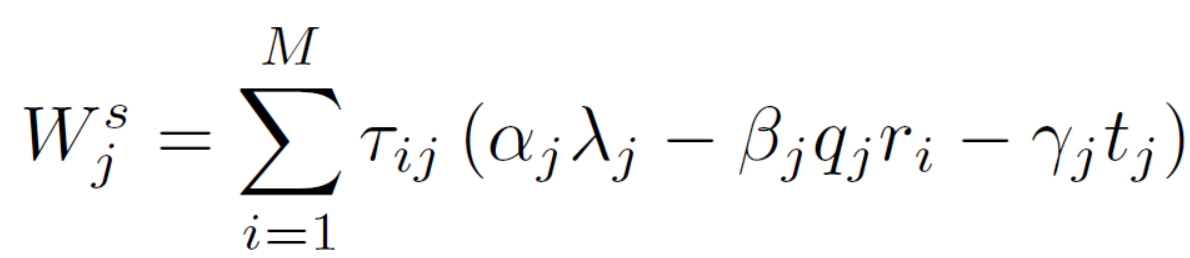 $W_j^s = \sum_{i=1}^{M} \tau_{ij} \left( \alpha_j \lambda_j - \beta_j q_j r_i - \gamma_j t_j \right)$